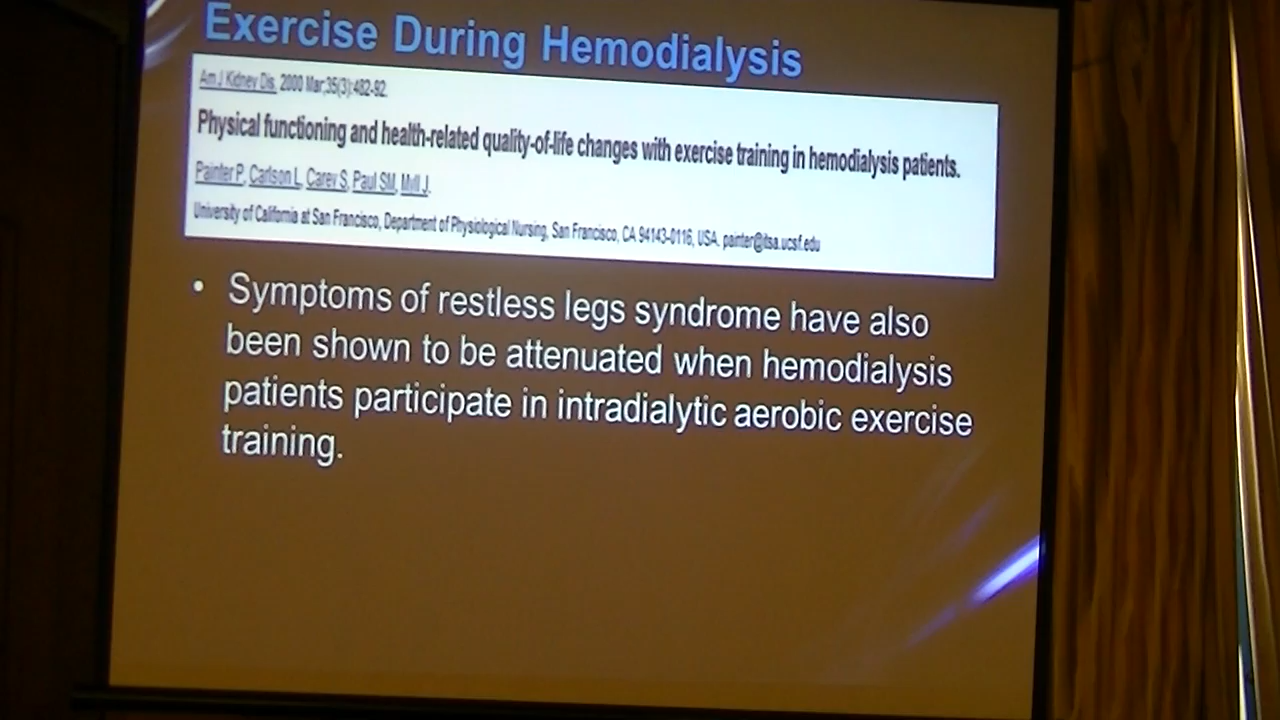 Exercise During Hemodialysis
Am J Kidney Dis. 2000 Mar;35(3):482-92.
Physical functioning and health-related quality-of-life changes with exercise training in hemodialysis patients.
Painter P, Carlson L, Carey S, Paul SM, Myll J.
University of California at San Francisco, Department of Physiological Nursing, San Francisco, CA 94143-0116, USA. painter@itsa.ucsf.edu
• Symptoms of restless legs syndrome have also
been shown to be attenuated when hemodialysis
patients participate in intradialytic aerobic exercise
training.